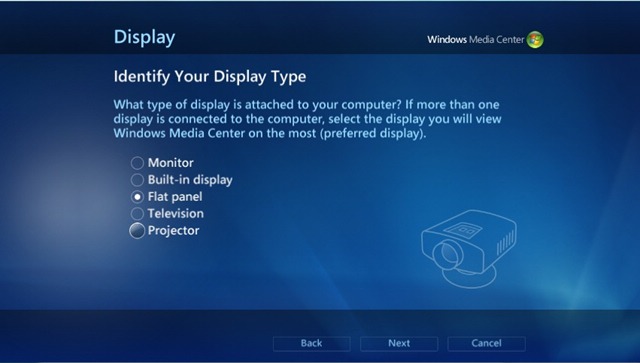 Display
Windows Media Center
Identify Your Display Type
What type of display is attached to your computer? If more than one
display is connected to the computer, select the display you will view
Windows Media Center on the most (preferred display).
Monitor
Built-in display
Flat panel
Television
Projector
Back
Next
Cancel